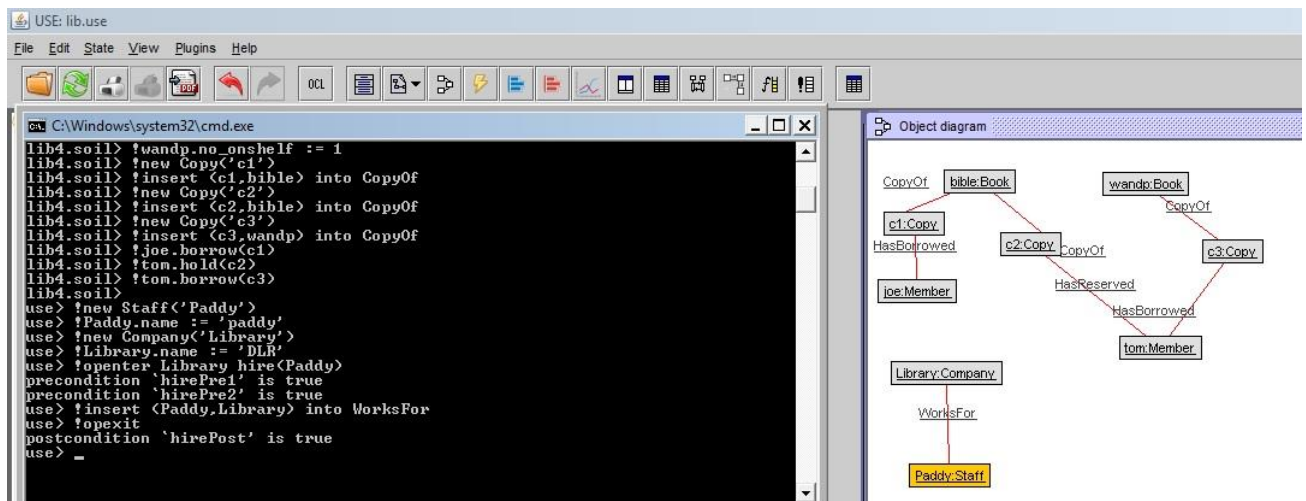 USE: lib.use
File Edit State View Plugins Help
PDF OCL
C:\Windows\system32\cmd.exe
lib4.soil> !wandp.no_onshelf := 1
lib4.soil> !new Copy('c1')
lib4.soil> !insert (c1,bible) into CopyOf
lib4.soil> !new Copy('c2')
lib4.soil> !insert (c2,bible) into CopyOf
lib4.soil> !new Copy('c3')
lib4.soil> !insert (c3,wandp) into CopyOf
lib4.soil> !joe.borrow(c1)
lib4.soil> !tom.hold(c2)
lib4.soil> !tom.borrow(c3)
lib4.soil>
use> !new Staff('Paddy')
use> !Paddy.name := 'paddy'
use> !new Company('Library')
use> !Library.name := 'DLR'
use> !openter Library hire(Paddy)
precondition `hirePre1' is true
precondition `hirePre2' is true
use> !insert (Paddy,Library) into WorksFor
use> !opexit
postcondition `hirePost' is true
use> _
Object diagram
CopyOf bible:Book wandp:Book
CopyOf
c1:Copy
HasBorrowed c2:Copy CopyOf c3:Copy
joe:Member HasReserved
HasBorrowed
tom:Member
Library:Company
WorksFor
Paddy:Staff